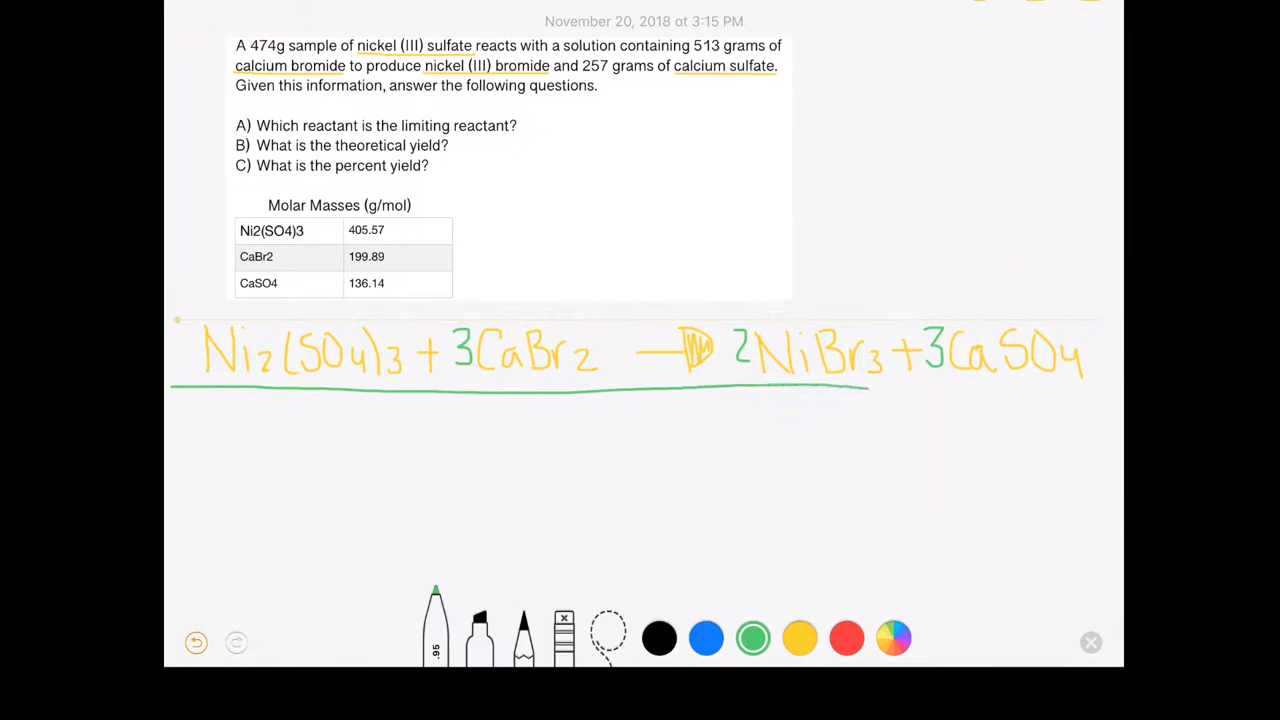 November 20, 2018 at 3:15 PM
A 474g sample of nickel (III) sulfate reacts with a solution containing 513 grams of
calcium bromide to produce nickel (III) bromide and 257 grams of calcium sulfate.
Given this information, answer the following questions.
A) Which reactant is the limiting reactant?
B) What is the theoretical yield?
C) What is the percent yield?
Molar Masses (g/mol)
Ni2(SO4)3 405.57
CaBr2 199.89
CaSO4 136.14
Ni2(SO4)3 + 3CaBr2 → 2NiBr3 + 3CaSO4
.95